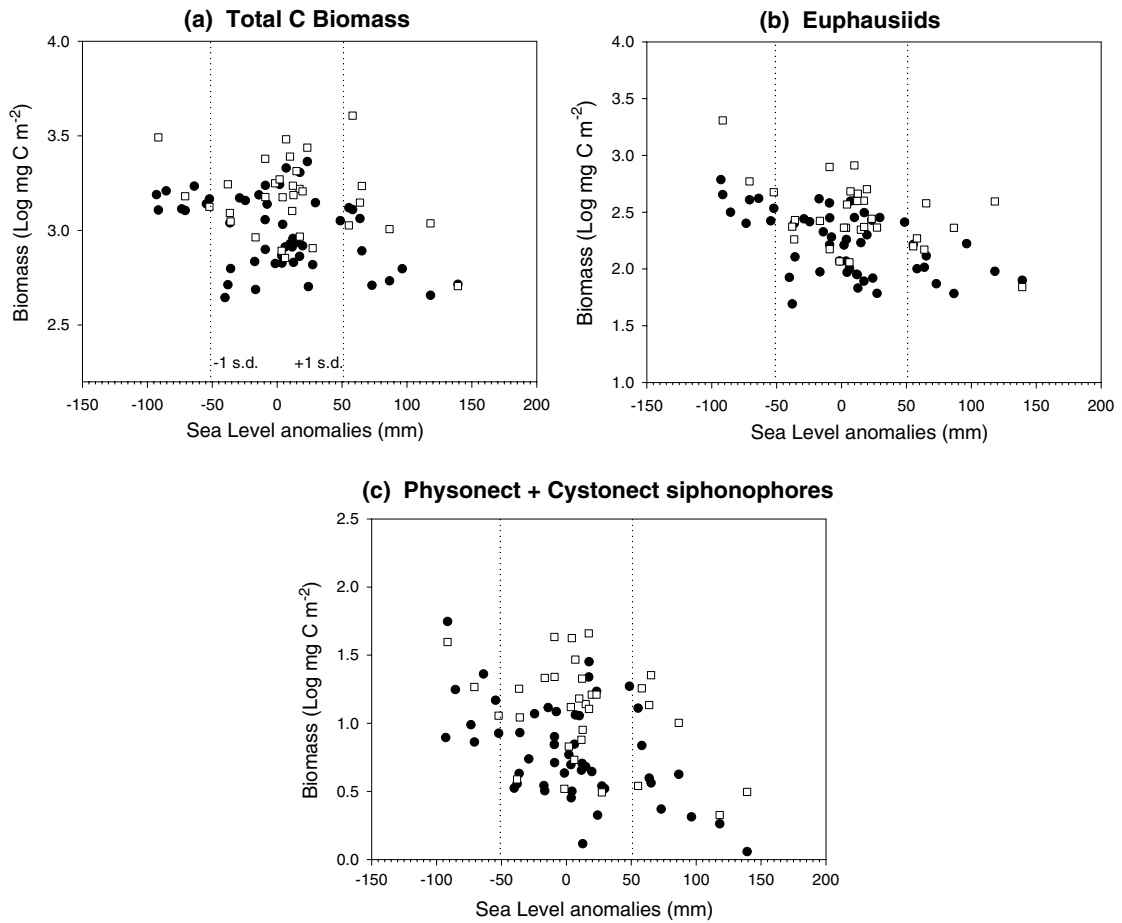 (a) Total C Biomass
4.0
3.5
3.0
2.5
Biomass (Log mg C m-2)
-1 s.d. +1 s.d.
-150 -100 -50 0 50 100 150 200
Sea Level anomalies (mm)
(b) Euphausiids
4.0
3.5
3.0
2.5
2.0
1.5
1.0
Biomass (Log mg C m-2)
-150 -100 -50 0 50 100 150 200
Sea Level anomalies (mm)
(c) Physonect + Cystonect siphonophores
2.5
2.0
1.5
1.0
0.5
0.0
Biomass (Log mg C m-2)
-150 -100 -50 0 50 100 150 200
Sea Level anomalies (mm)